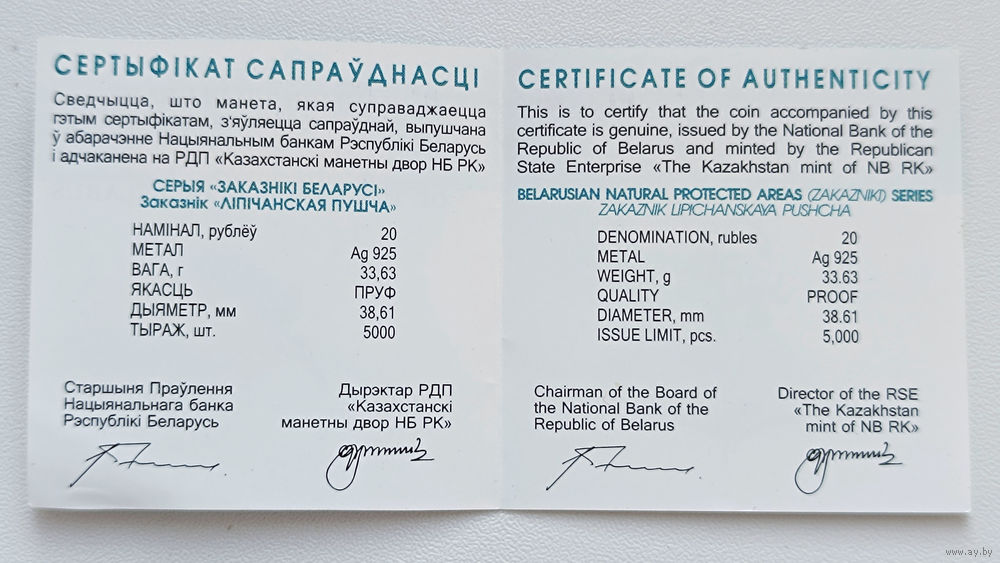 СЕРТЫФІКАТ САПРАЎДНАСЦІ
Сведчыцца, што манета, якая суправаджаецца
гэтым сертыфікатам, з'яўляецца сапраўднай, выпушчана
ў абарачэнне Нацыянальным банкам Рэспублікі Беларусь
і адчаканена на РДП «Казахстанскі манетны двор НБ РК»
СЕРЫЯ «ЗАКАЗНІКІ БЕЛАРУСІ»
Заказнік «ЛІПІЧАНСКАЯ ПУШЧА»
НАМІНАЛ, рублёў 20
МЕТАЛ Ag 925
ВАГА, г 33,63
ЯКАСЦЬ ПРУФ
ДЫЯМЕТР, мм 38,61
ТЫРАЖ, шт. 5000
Старшыня Праўлення
Нацыянальнага банка
Рэспублікі Беларусь
Дырэктар РДП
«Казахстанскі
манетны двор НБ РК»
CERTIFICATE OF AUTHENTICITY
This is to certify that the coin accompanied by this
certificate is genuine, issued by the National Bank of the
Republic of Belarus and minted by the Republican
State Enterprise «The Kazakhstan mint of NB RK»
BELARUSIAN NATURAL PROTECTED AREAS (ZAKAZNIKI) SERIES
ZAKAZNIK LIPICHANSKAYA PUSHCHA
DENOMINATION, rubles 20
METAL Ag 925
WEIGHT, g 33.63
QUALITY PROOF
DIAMETER, mm 38.61
ISSUE LIMIT, pcs. 5,000
Chairman of the Board of
the National Bank of the
Republic of Belarus
Director of the RSE
«The Kazakhstan
mint of NB RK»
www.ay.by